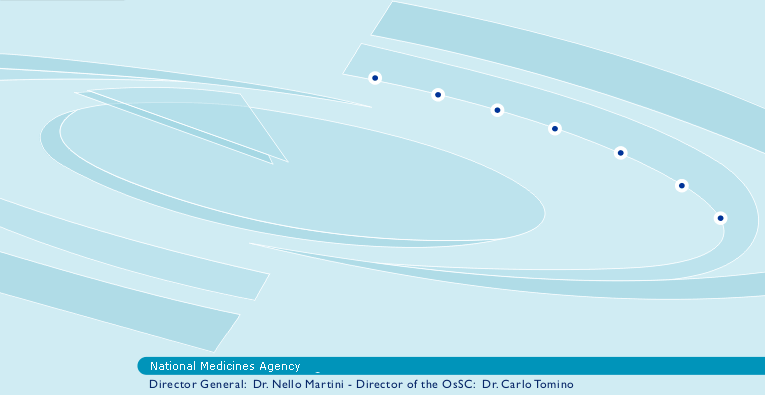 National Medicines Agency _
Director General: Dr. Nello Martini - Director of the OsSC: Dr. Carlo Tomino